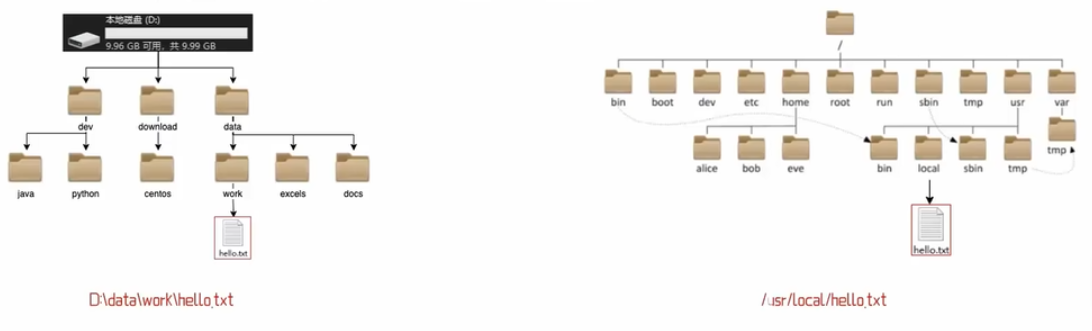 本地磁盘 (D:)
9.96 GB 可用，共 9.99 GB
dev download data
java python centos work excels docs
hello.txt
D:\data\work\hello.txt
/
bin boot dev etc home root run sbin tmp usr var
alice bob eve bin local sbin tmp tmp
hello.txt
/usr/local/hello.txt